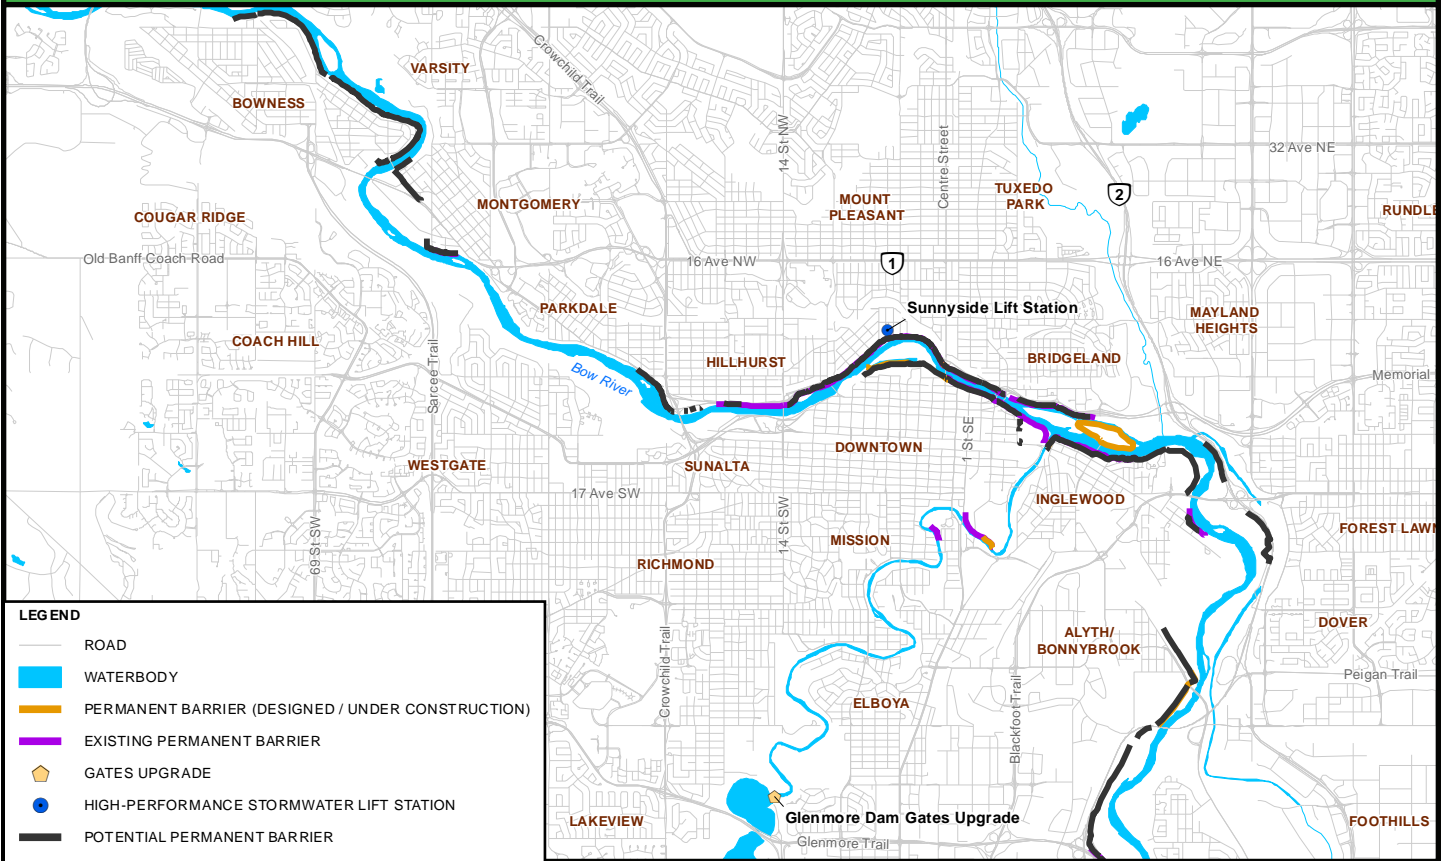 Crowchild Trail
VARSITY
BOWNESS
14 St NW
Centre Street
32 Ave NE
2
TUXEDO
PARK
MOUNT
PLEASANT
MONTGOMERY
COUGAR RIDGE
RUNDLE
Old Banff Coach Road
16 Ave NW
1
16 Ave NE
PARKDALE
Sunnyside Lift Station
MAYLAND
HEIGHTS
COACH HILL
HILLHURST
BRIDGELAND
Sarcee Trail
Bow River
Memorial
DOWNTOWN
1 St SE
WESTGATE
SUNALTA
17 Ave SW
INGLEWOOD
14 St SW
69 St SW
MISSION
FOREST LAWN
RICHMOND
DOVER
ALYTH/
BONNYBROOK
Crowchild Trail
Peigan Trail
ELBOYA
Blackfoot Trail
Glenmore Dam Gates Upgrade
LAKEVIEW
FOOTHILLS
Glenmore Trail
LEGEND
ROAD
WATERBODY
PERMANENT BARRIER (DESIGNED / UNDER CONSTRUCTION)
EXISTING PERMANENT BARRIER
GATES UPGRADE
HIGH-PERFORMANCE STORMWATER LIFT STATION
POTENTIAL PERMANENT BARRIER